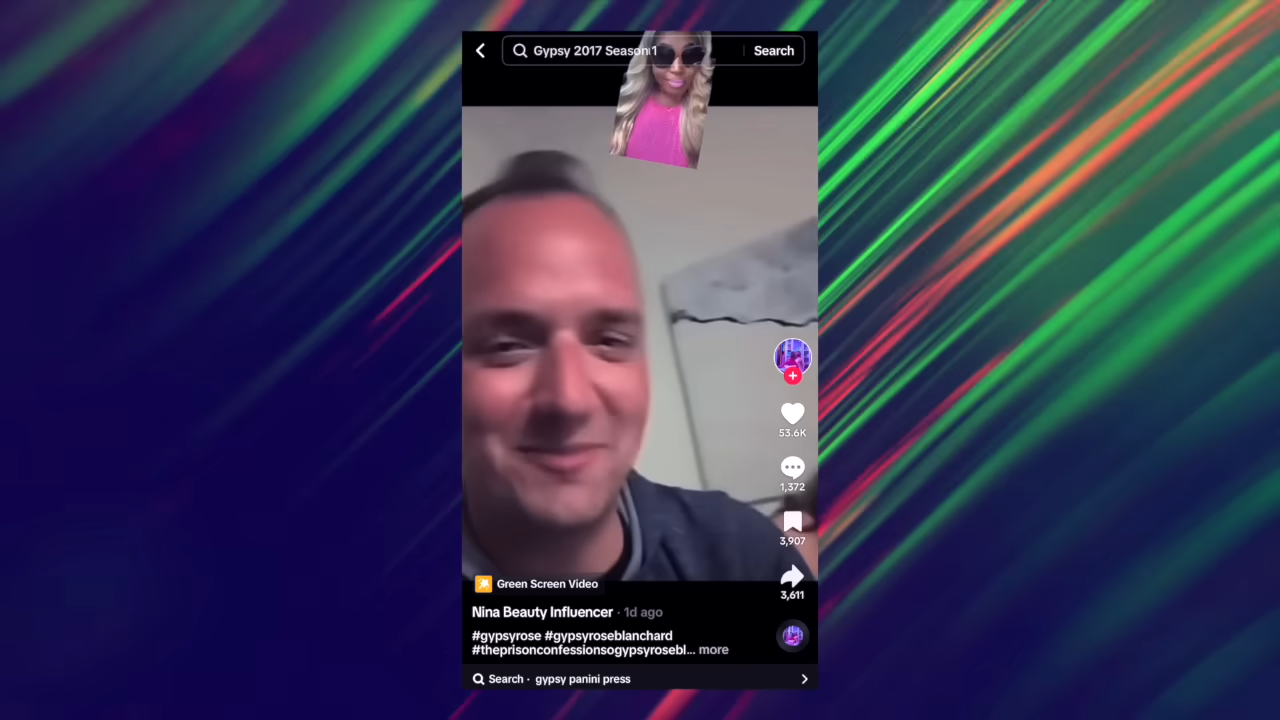 Gypsy 2017 Season 1
Search
53.6K
1,372
3,907
3,611
Green Screen Video
Nina Beauty Influencer · 1d ago
#gypsyrose #gypsyroseblanchard
#theprisonconfessionsogypsyrosebl... more
Search · gypsy panini press